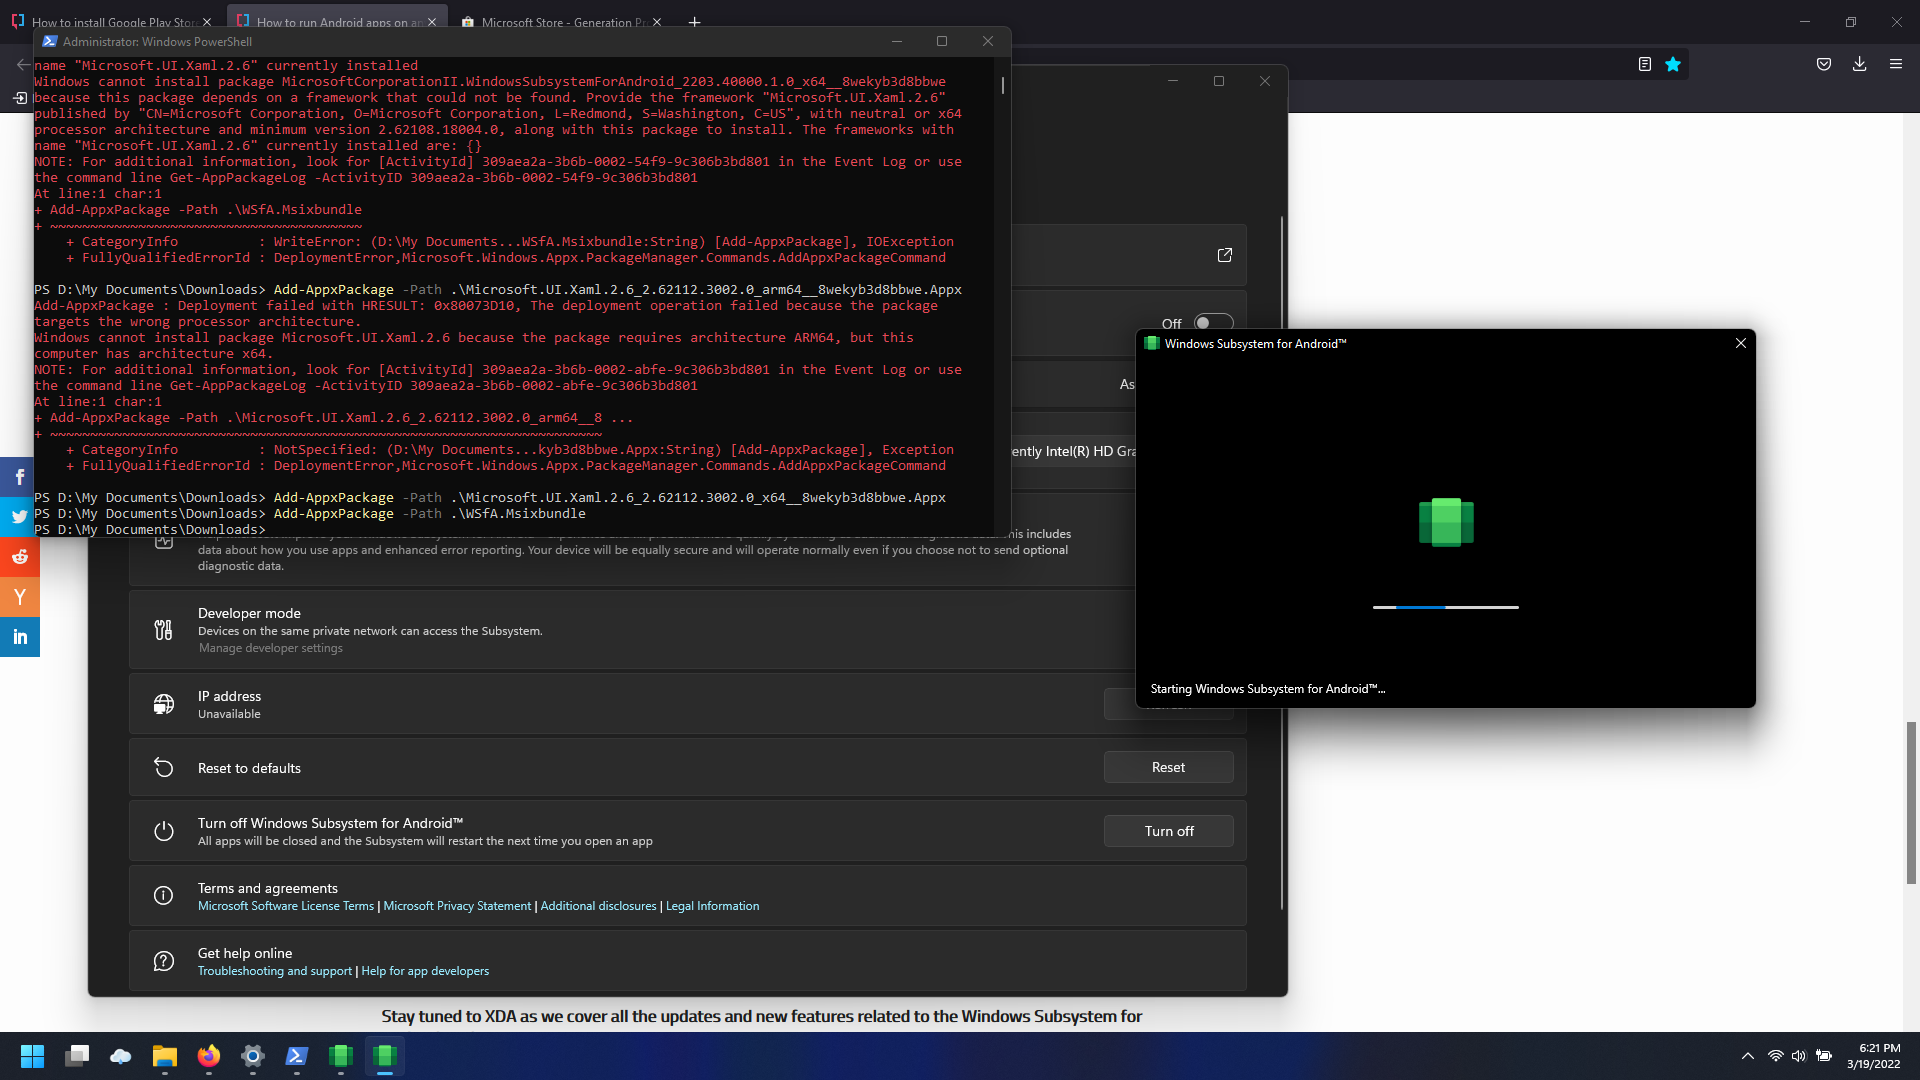 How to install Google Play Store
How to run Android apps on an
Microsoft Store - Generation Pr
Administrator: Windows PowerShell
name "Microsoft.UI.Xaml.2.6" currently installed
Windows cannot install package MicrosoftCorporationII.WindowsSubsystemForAndroid_2203.40000.1.0_x64__8wekyb3d8bbwe
because this package depends on a framework that could not be found. Provide the framework "Microsoft.UI.Xaml.2.6"
published by "CN=Microsoft Corporation, O=Microsoft Corporation, L=Redmond, S=Washington, C=US", with neutral or x64
processor architecture and minimum version 2.62108.18004.0, along with this package to install. The frameworks with
name "Microsoft.UI.Xaml.2.6" currently installed are: {}
NOTE: For additional information, look for [ActivityId] 309aea2a-3b6b-0002-54f9-9c306b3bd801 in the Event Log or use
the command line Get-AppPackageLog -ActivityID 309aea2a-3b6b-0002-54f9-9c306b3bd801
At line:1 char:1
+ Add-AppxPackage -Path .\WSfA.Msixbundle
+ ~~~~~~~~~~~~~~~~~~~~~~~~~~~~~~~~~~~~~~~
+ CategoryInfo : WriteError: (D:\My Documents...WSfA.Msixbundle:String) [Add-AppxPackage], IOException
+ FullyQualifiedErrorId : DeploymentError,Microsoft.Windows.Appx.PackageManager.Commands.AddAppxPackageCommand
PS D:\My Documents\Downloads> Add-AppxPackage -Path .\Microsoft.UI.Xaml.2.6_2.62112.3002.0_arm64__8wekyb3d8bbwe.Appx
Add-AppxPackage : Deployment failed with HRESULT: 0x80073D10, The deployment operation failed because the package
targets the wrong processor architecture.
Windows cannot install package Microsoft.UI.Xaml.2.6 because the package requires architecture ARM64, but this
computer has architecture x64.
NOTE: For additional information, look for [ActivityId] 309aea2a-3b6b-0002-abfe-9c306b3bd801 in the Event Log or use
the command line Get-AppPackageLog -ActivityID 309aea2a-3b6b-0002-abfe-9c306b3bd801
At line:1 char:1
+ Add-AppxPackage -Path .\Microsoft.UI.Xaml.2.6_2.62112.3002.0_arm64__8 ...
+ ~~~~~~~~~~~~~~~~~~~~~~~~~~~~~~~~~~~~~~~~~~~~~~~~~~~~~~~~~~~~~~~~~~~~~
+ CategoryInfo : NotSpecified: (D:\My Documents...kyb3d8bbwe.Appx:String) [Add-AppxPackage], Exception
+ FullyQualifiedErrorId : DeploymentError,Microsoft.Windows.Appx.PackageManager.Commands.AddAppxPackageCommand
PS D:\My Documents\Downloads> Add-AppxPackage -Path .\Microsoft.UI.Xaml.2.6_2.62112.3002.0_x64__8wekyb3d8bbwe.Appx
PS D:\My Documents\Downloads> Add-AppxPackage -Path .\WSfA.Msixbundle
PS D:\My Documents\Downloads>
Off
As
ently Intel(R) HD Gra
his includes
data about how you use apps and enhanced error reporting. Your device will be equally secure and will operate normally even if you choose not to send optional
diagnostic data.
Developer mode
Devices on the same private network can access the Subsystem.
Manage developer settings
IP address
Unavailable
Reset to defaults
Reset
Turn off Windows Subsystem for Android™
All apps will be closed and the Subsystem will restart the next time you open an app
Turn off
Terms and agreements
Microsoft Software License Terms | Microsoft Privacy Statement | Additional disclosures | Legal Information
Get help online
Troubleshooting and support | Help for app developers
Windows Subsystem for Android™
Starting Windows Subsystem for Android™...
Stay tuned to XDA as we cover all the updates and new features related to the Windows Subsystem for
6:21 PM
3/19/2022